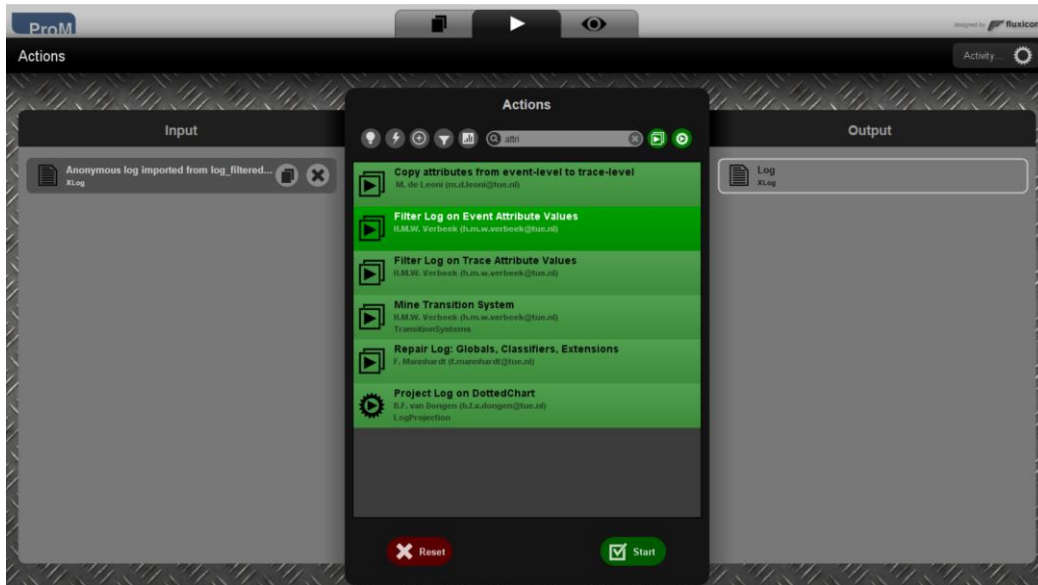 ProM
designed by fluxicon
Actions
Activity...
Actions
Input
Output
attri
Anonymous log imported from log_filtered...
XLog
Log
XLog
Copy attributes from event-level to trace-level
M. de Leoni (m.d.leoni@tue.nl)
Filter Log on Event Attribute Values
H.M.W. Verbeek (h.m.w.verbeek@tue.nl)
Filter Log on Trace Attribute Values
H.M.W. Verbeek (h.m.w.verbeek@tue.nl)
Mine Transition System
H.M.W. Verbeek (h.m.w.verbeek@tue.nl)
TransitionSystems
Repair Log: Globals, Classifiers, Extensions
F. Mannhardt (f.mannhardt@tue.nl)
Project Log on DottedChart
B.F. van Dongen (b.f.v.dongen@tue.nl)
LogProjection
Reset
Start